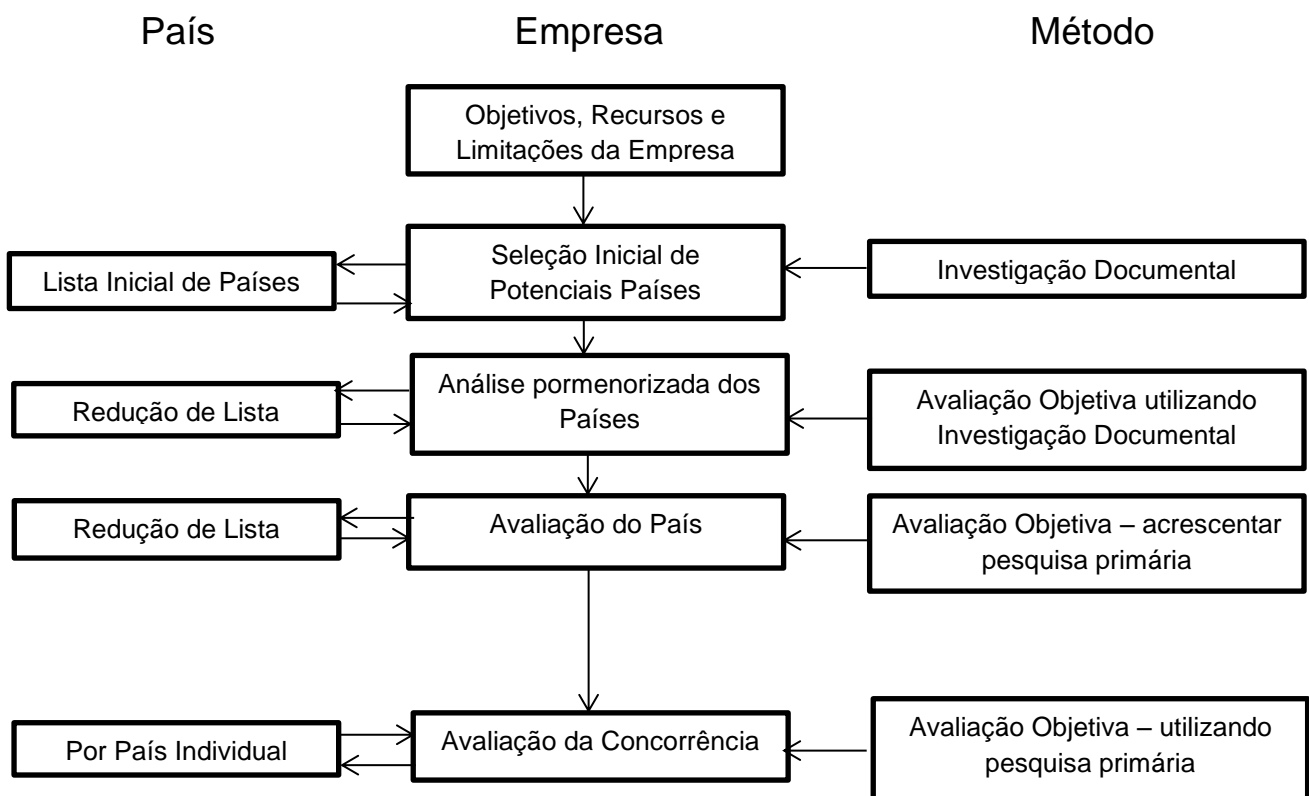 País
Empresa
Método
Objetivos, Recursos e
Limitações da Empresa
Lista Inicial de Países
Seleção Inicial de
Potenciais Países
Investigação Documental
Redução de Lista
Análise pormenorizada dos
Países
Avaliação Objetiva utilizando
Investigação Documental
Redução de Lista
Avaliação do País
Avaliação Objetiva – acrescentar
pesquisa primária
Por País Individual
Avaliação da Concorrência
Avaliação Objetiva – utilizando
pesquisa primária